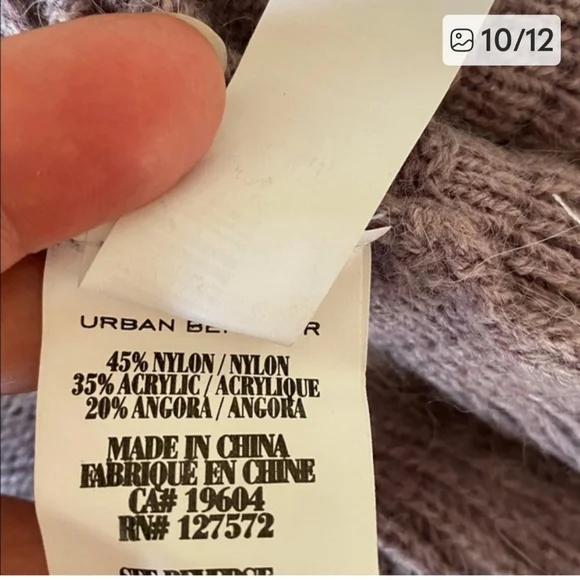 10/12
URBAN
45% NYLON / NYLON
35% ACRYLIC / ACRYLIQUE
20% ANGORA / ANGORA
MADE IN CHINA
FABRIQUÉ EN CHINE
CA# 19604
RN# 127572